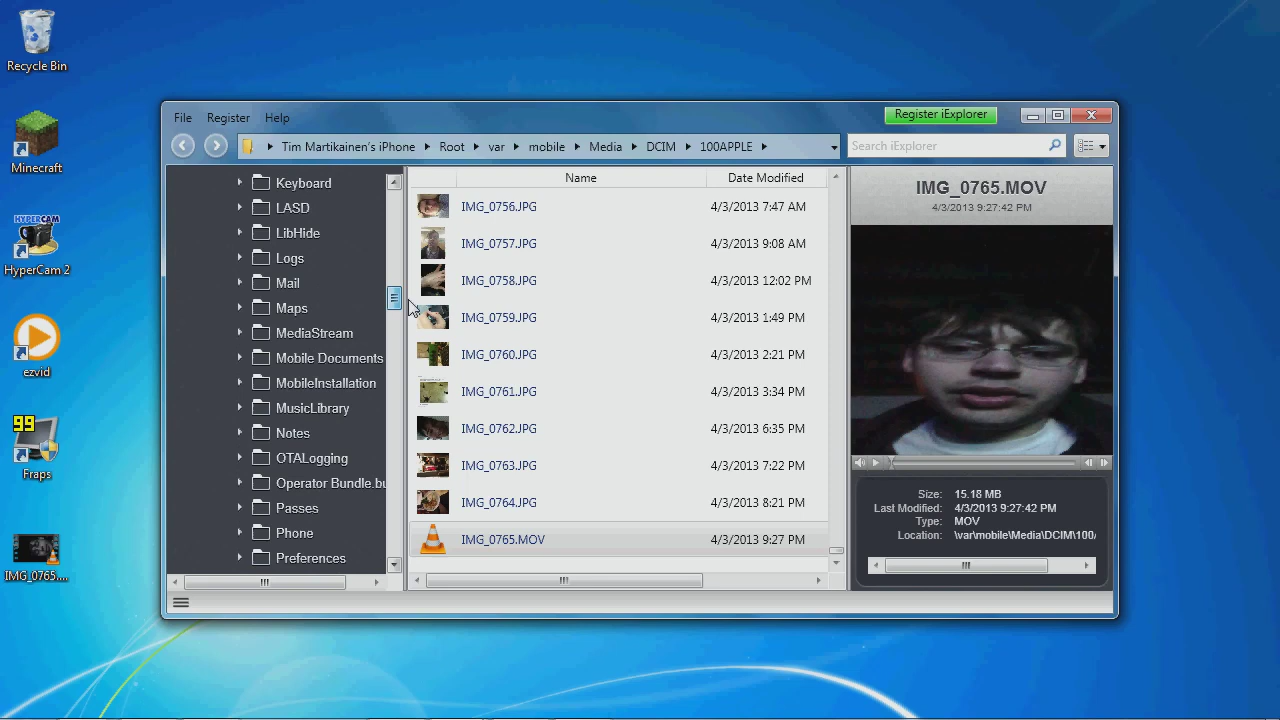 Recycle Bin
Minecraft
HYPERCAM
HyperCam 2
ezvid
99
Fraps
IMG_0765....
File Register Help
Register iExplorer
Tim Martikainen's iPhone Root var mobile Media DCIM 100APPLE
Search iExplorer
Keyboard
LASD
LibHide
Logs
Mail
Maps
MediaStream
Mobile Documents
MobileInstallation
MusicLibrary
Notes
OTALogging
Operator Bundle.bu
Passes
Phone
Preferences
Name Date Modified
IMG_0756.JPG 4/3/2013 7:47 AM
IMG_0757.JPG 4/3/2013 9:08 AM
IMG_0758.JPG 4/3/2013 12:02 PM
IMG_0759.JPG 4/3/2013 1:49 PM
IMG_0760.JPG 4/3/2013 2:21 PM
IMG_0761.JPG 4/3/2013 3:34 PM
IMG_0762.JPG 4/3/2013 6:35 PM
IMG_0763.JPG 4/3/2013 7:22 PM
IMG_0764.JPG 4/3/2013 8:21 PM
IMG_0765.MOV 4/3/2013 9:27 PM
IMG_0765.MOV
4/3/2013 9:27:42 PM
Size: 15.18 MB
Last Modified: 4/3/2013 9:27:42 PM
Type: MOV
Location: \var\mobile\Media\DCIM\100/